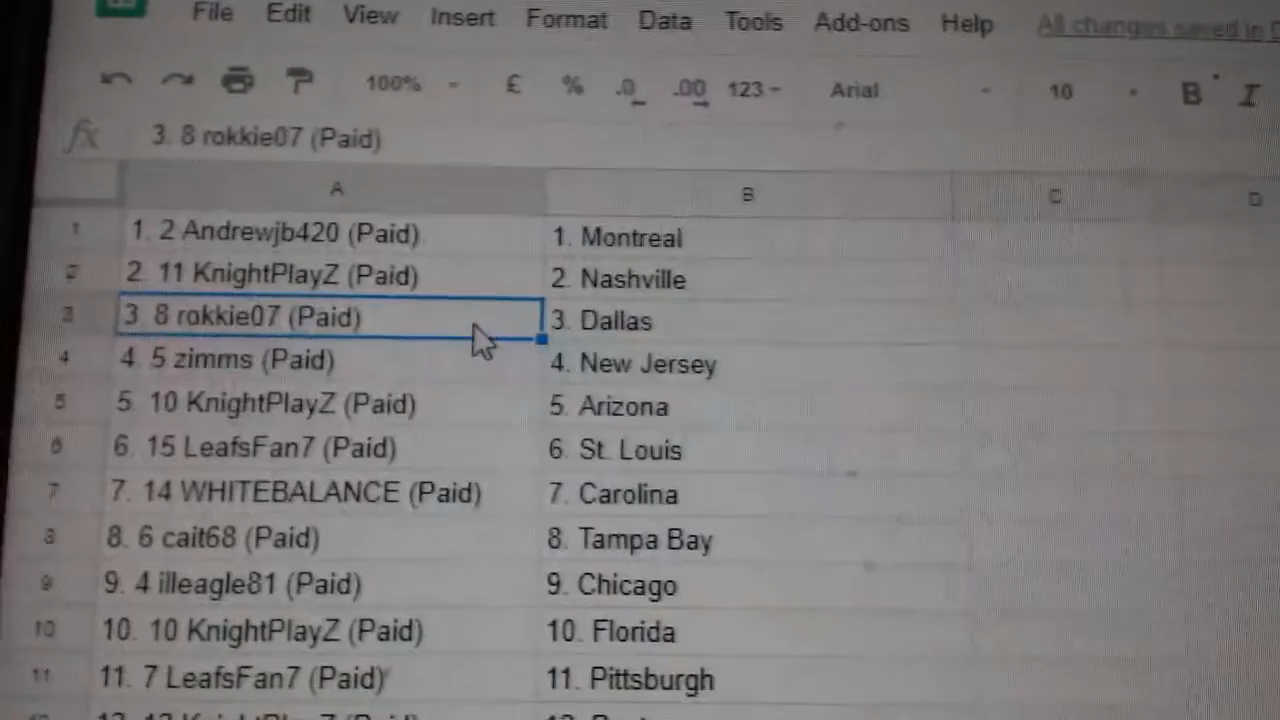 File Edit View Insert Format Data Tools Add-ons Help All changes saved in
100% £ % .0 .00 123 Arial 10 B I
fx 3. 8 rokkie07 (Paid)
A B C D
1 1. 2 Andrewjb420 (Paid) 1. Montreal
2 2. 11 KnightPlayZ (Paid) 2. Nashville
3 3. 8 rokkie07 (Paid) 3. Dallas
4 4. 5 zimms (Paid) 4. New Jersey
5 5. 10 KnightPlayZ (Paid) 5. Arizona
6 6. 15 LeafsFan7 (Paid) 6. St. Louis
7 7. 14 WHITEBALANCE (Paid) 7. Carolina
8 8. 6 cait68 (Paid) 8. Tampa Bay
9 9. 4 illeagle81 (Paid) 9. Chicago
10 10. 10 KnightPlayZ (Paid) 10. Florida
11 11. 7 LeafsFan7 (Paid) 11. Pittsburgh